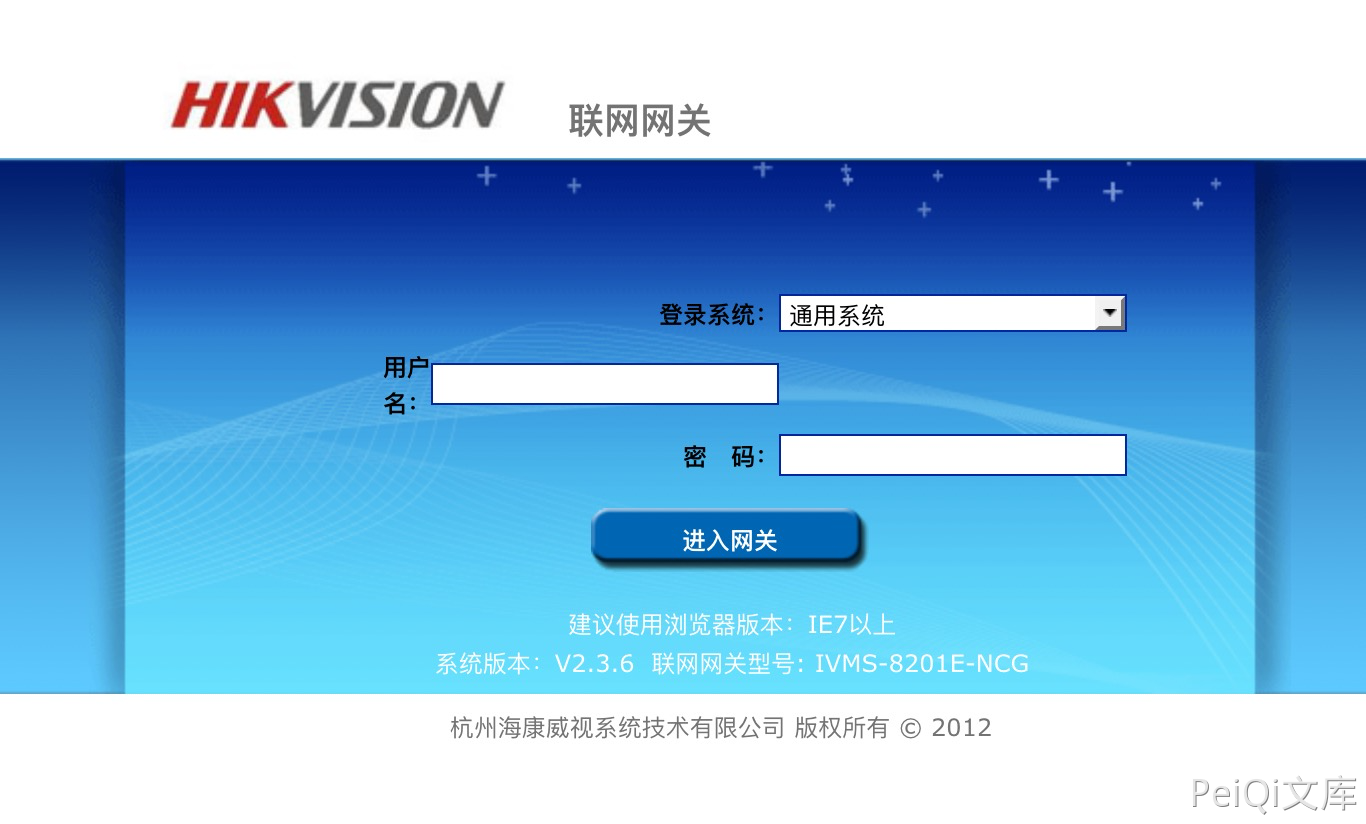 HIKVISION 联网网关
登录系统： 通用系统
用户
名：
密 码：
进入网关
建议使用浏览器版本：IE7以上
系统版本：V2.3.6 联网网关型号: IVMS-8201E-NCG
杭州海康威视系统技术有限公司 版权所有 © 2012
PeiQi文库